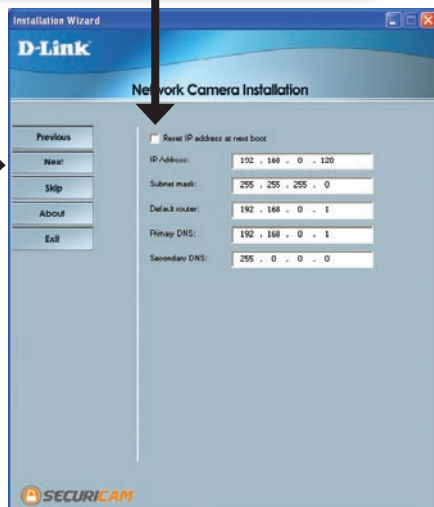 Installation Wizard
D-Link
Network Camera Installation
Previous
Next
Skip
About
Exit
Reset IP address at next boot
IP Address: 192 . 168 . 0 . 120
Subnet mask: 255 . 255 . 255 . 0
Default router: 192 . 168 . 0 . 1
Primary DNS: 192 . 168 . 0 . 1
Secondary DNS: 255 . 0 . 0 . 0
SECURICAM